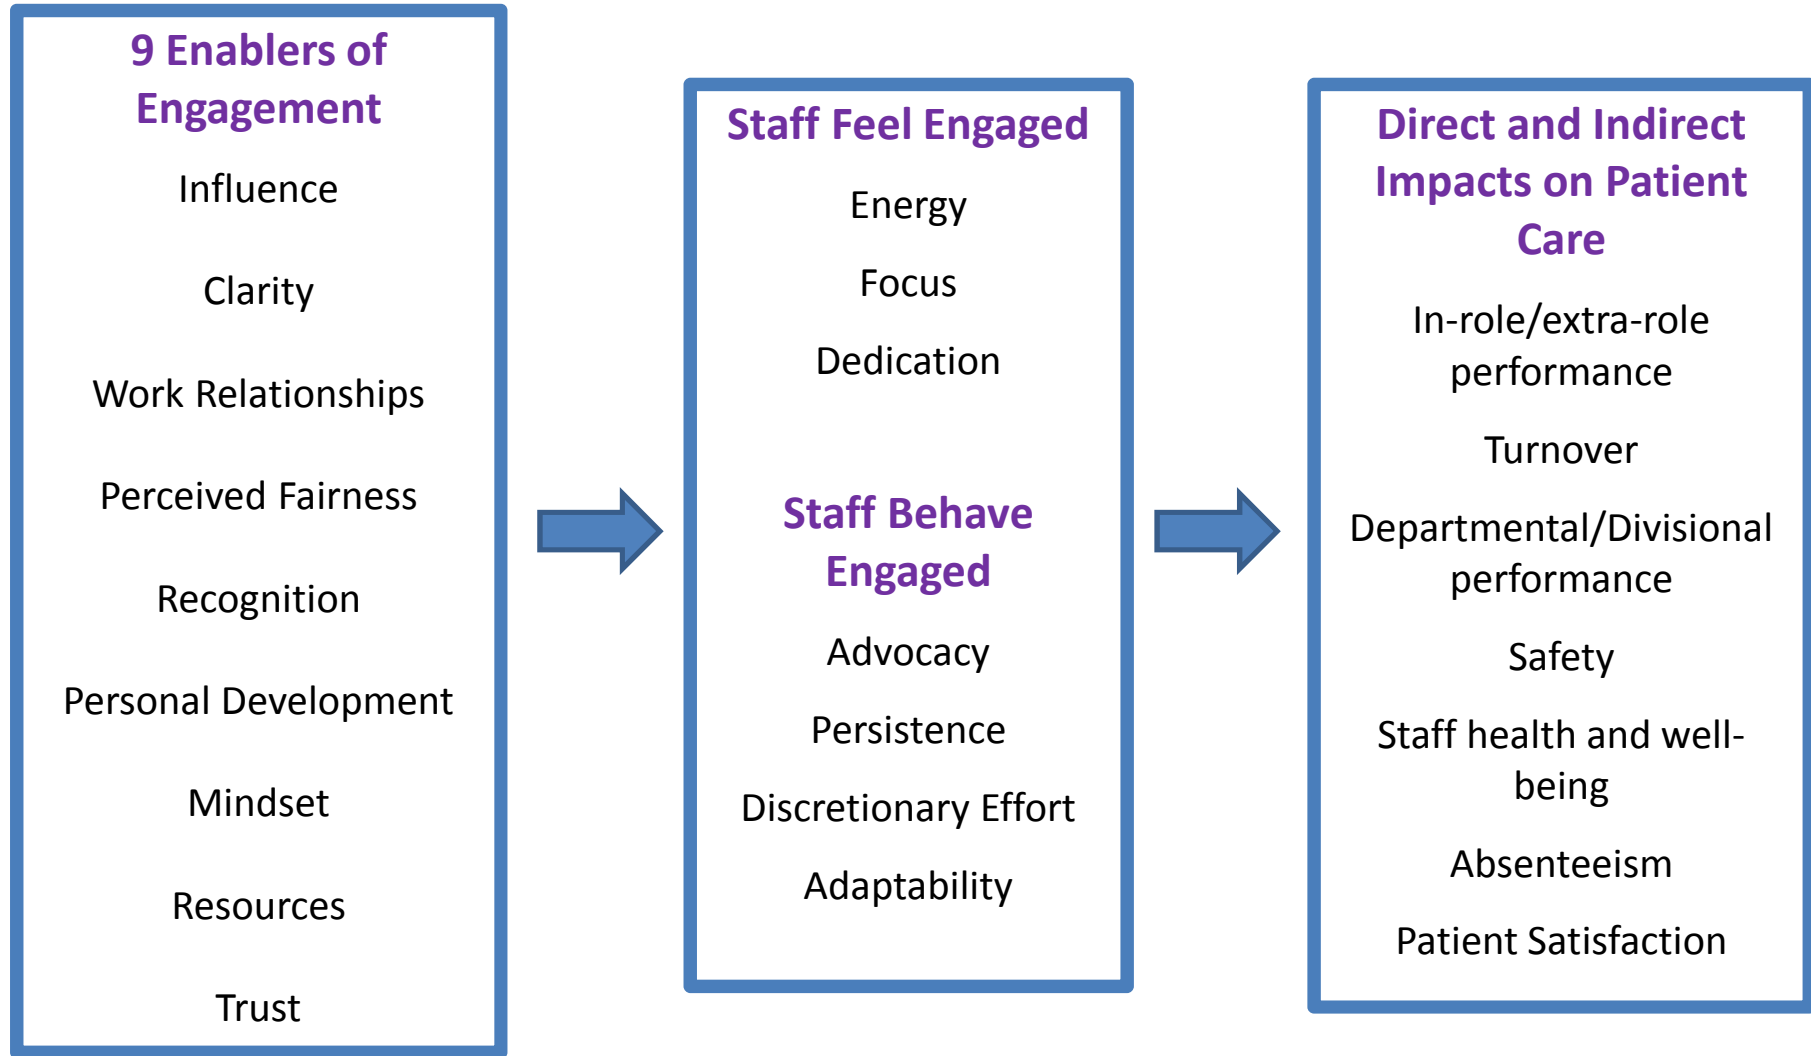 9 Enablers of
Engagement
Influence
Clarity
Work Relationships
Perceived Fairness
Recognition
Personal Development
Mindset
Resources
Trust
Staff Feel Engaged
Energy
Focus
Dedication
Staff Behave
Engaged
Advocacy
Persistence
Discretionary Effort
Adaptability
Direct and Indirect
Impacts on Patient
Care
In-role/extra-role
performance
Turnover
Departmental/Divisional
performance
Safety
Staff health and well-
being
Absenteeism
Patient Satisfaction